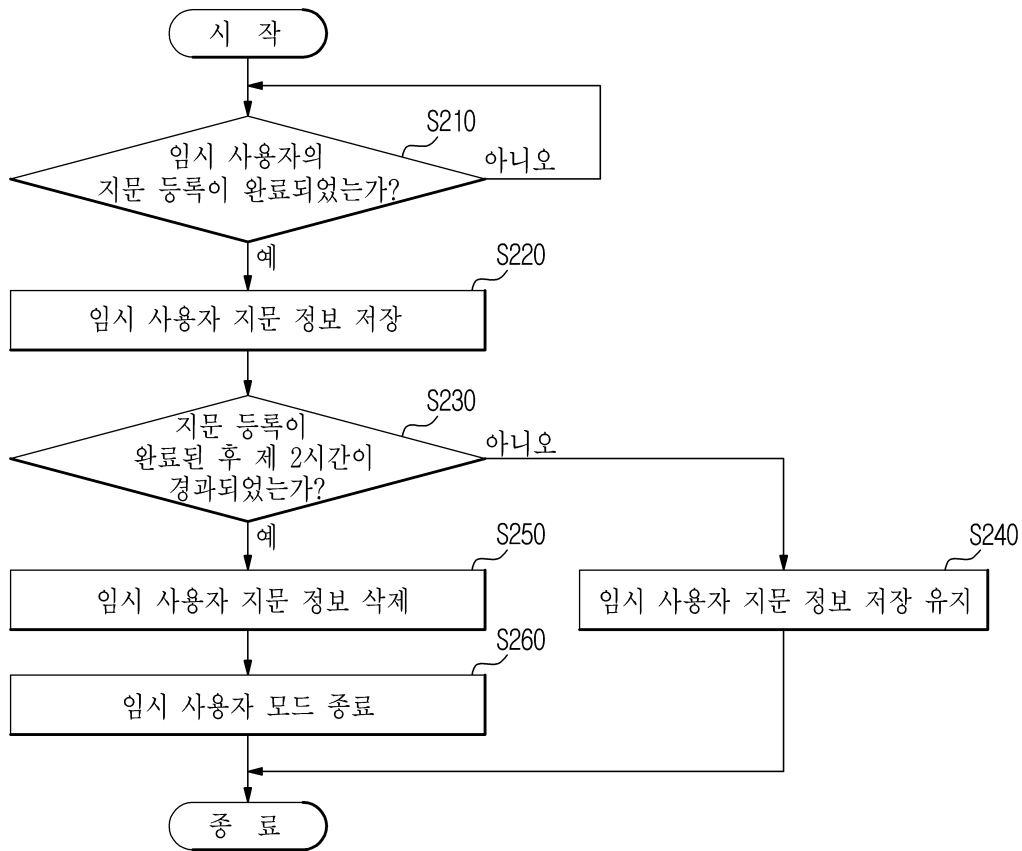 시 작
S210
임시 사용자의
지문 등록이 완료되었는가?
아니오
예
S220
임시 사용자 지문 정보 저장
S230
지문 등록이
완료된 후 제 2시간이
경과되었는가?
아니오
예
S250
임시 사용자 지문 정보 삭제
S240
임시 사용자 지문 정보 저장 유지
S260
임시 사용자 모드 종료
종 료